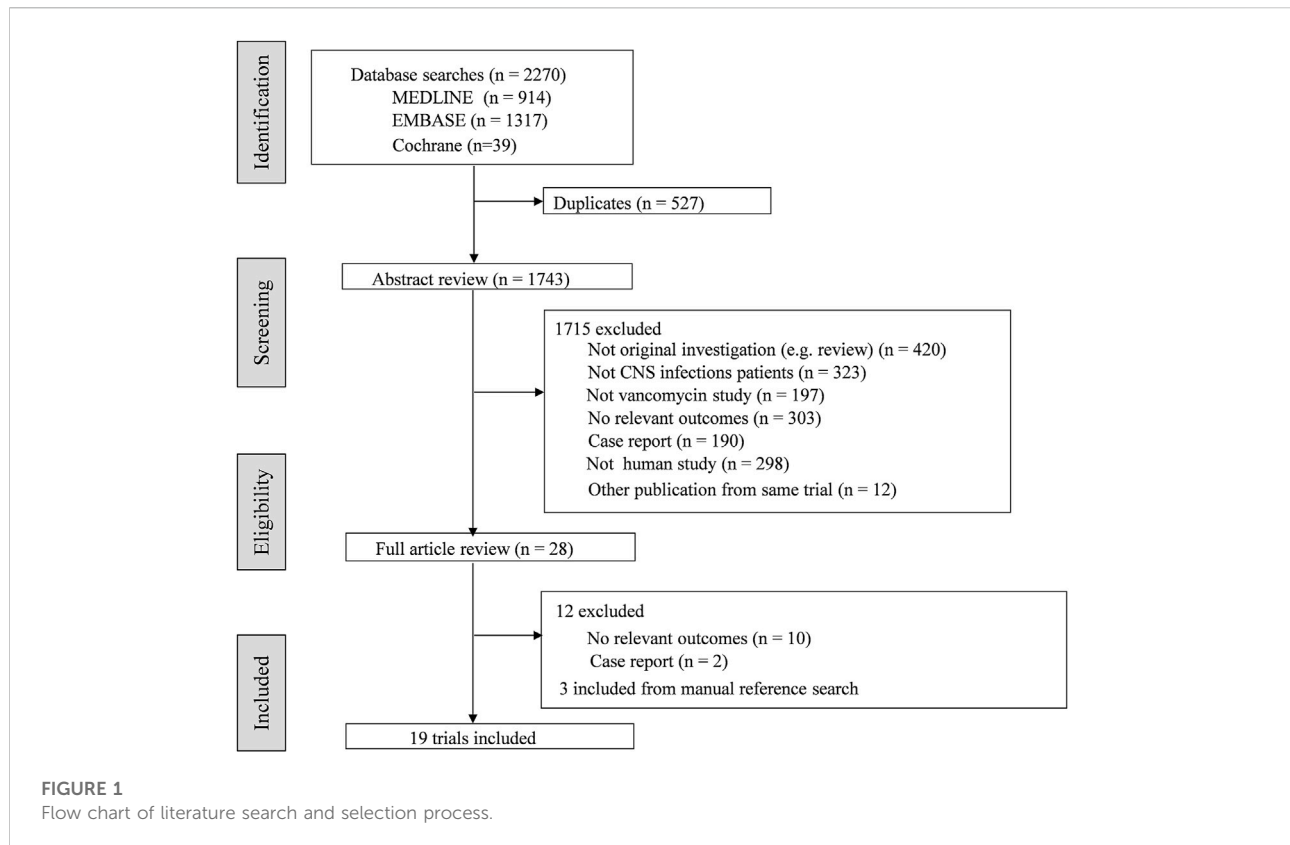 Identification
Database searches (n = 2270)
MEDLINE (n = 914)
EMBASE (n = 1317)
Cochrane (n=39)
Duplicates (n = 527)
Screening
Abstract review (n = 1743)
1715 excluded
Not original investigation (e.g. review) (n = 420)
Not CNS infections patients (n = 323)
Not vancomycin study (n = 197)
No relevant outcomes (n = 303)
Case report (n = 190)
Not human study (n = 298)
Other publication from same trial (n = 12)
Eligibility
Full article review (n = 28)
12 excluded
No relevant outcomes (n = 10)
Case report (n = 2)
3 included from manual reference search
Included
19 trials included
FIGURE 1
Flow chart of literature search and selection process.